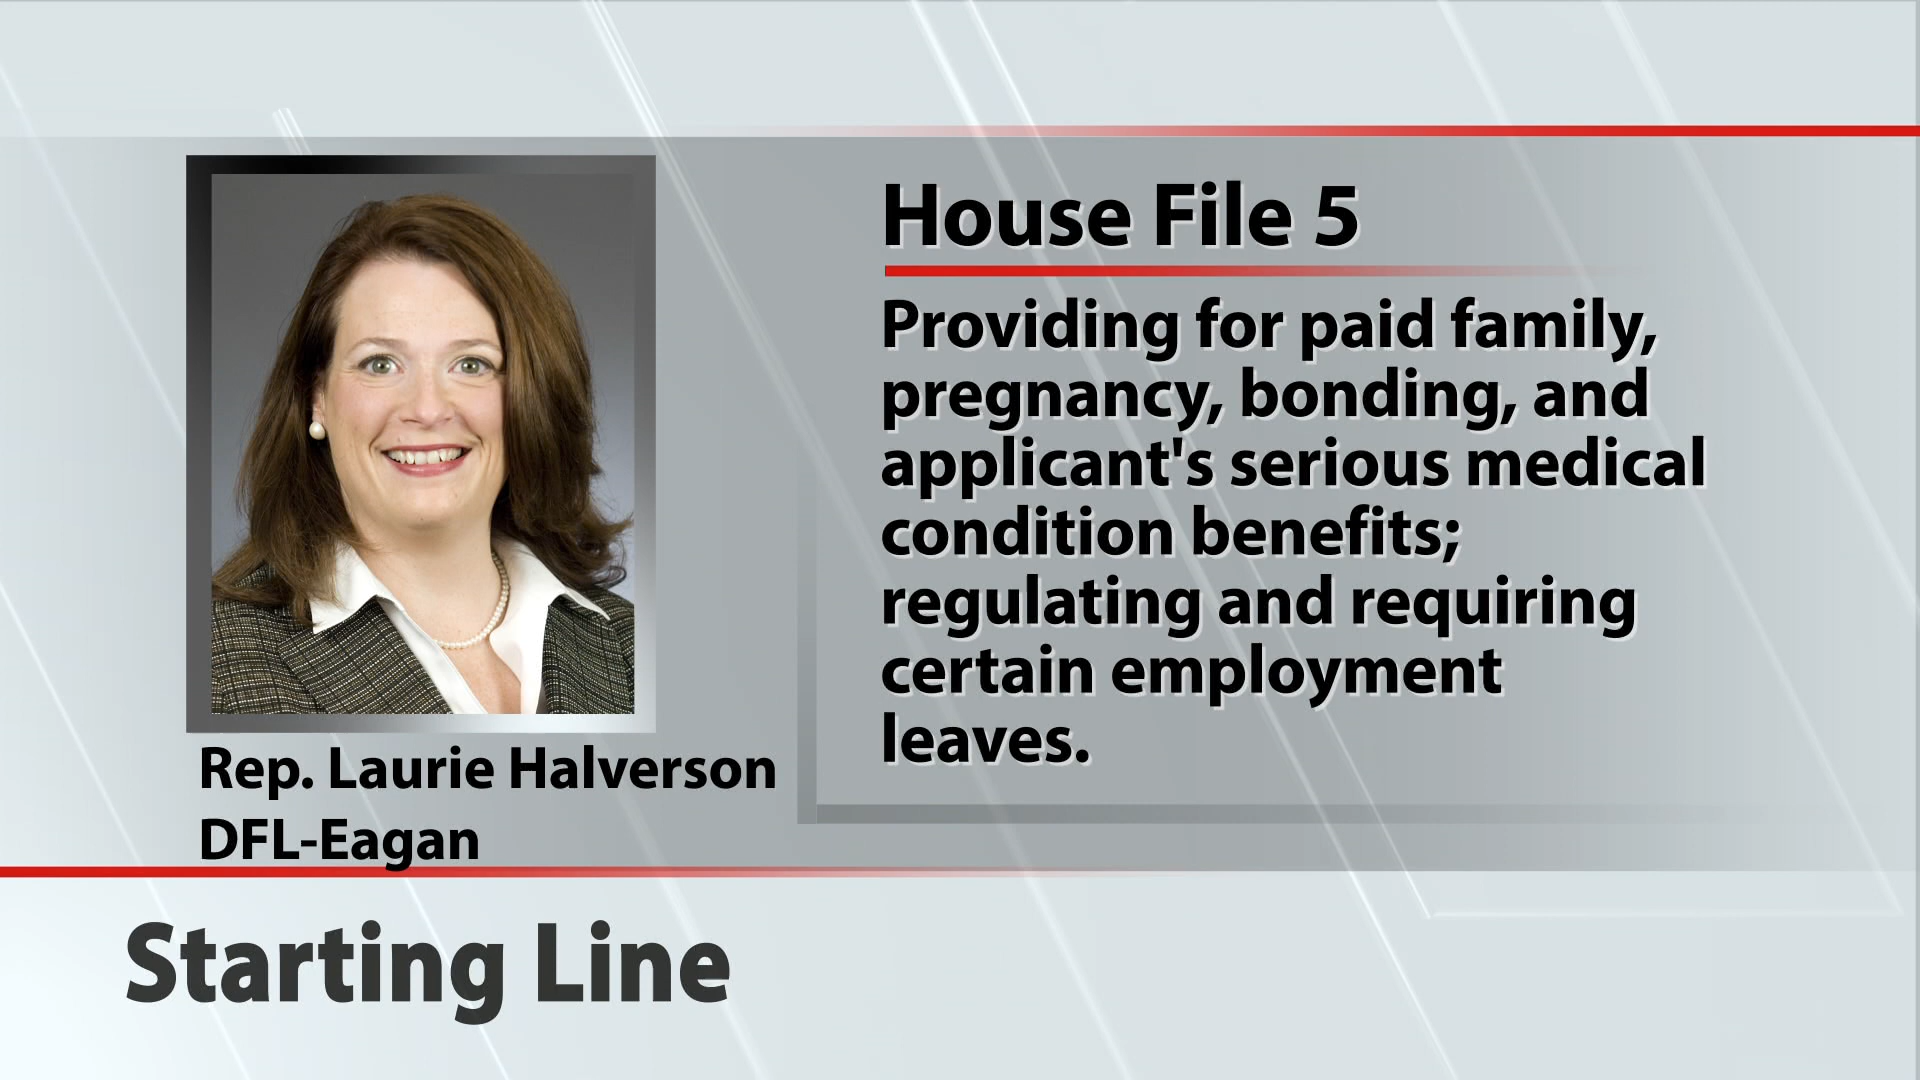 House File 5
Providing for paid family,
pregnancy, bonding, and
applicant's serious medical
condition benefits;
regulating and requiring
certain employment
leaves.
Rep. Laurie Halverson
DFL-Eagan
Starting Line